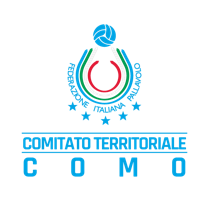 FEDERAZIONE ITALIANA PALLAVOLO
COMITATO TERRITORIALE
COMO